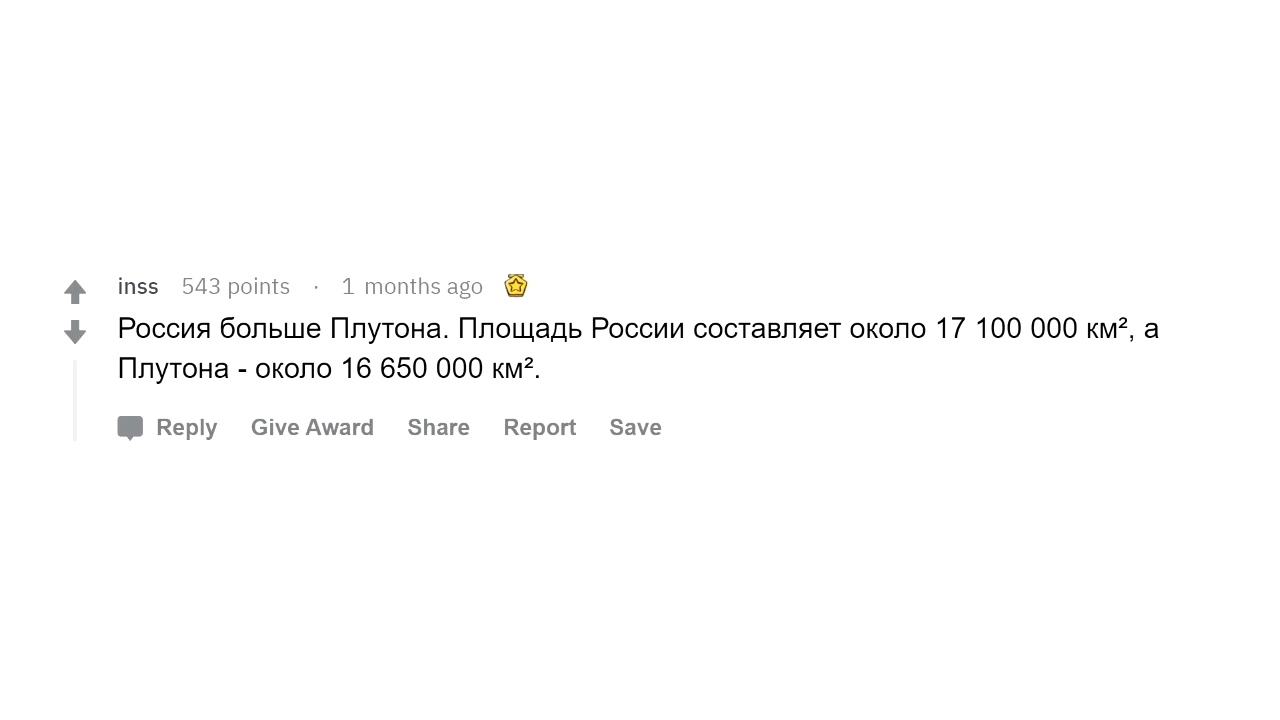 inss 543 points · 1 months ago
Россия больше Плутона. Площадь России составляет около 17 100 000 км², а
Плутона - около 16 650 000 км².
Reply Give Award Share Report Save